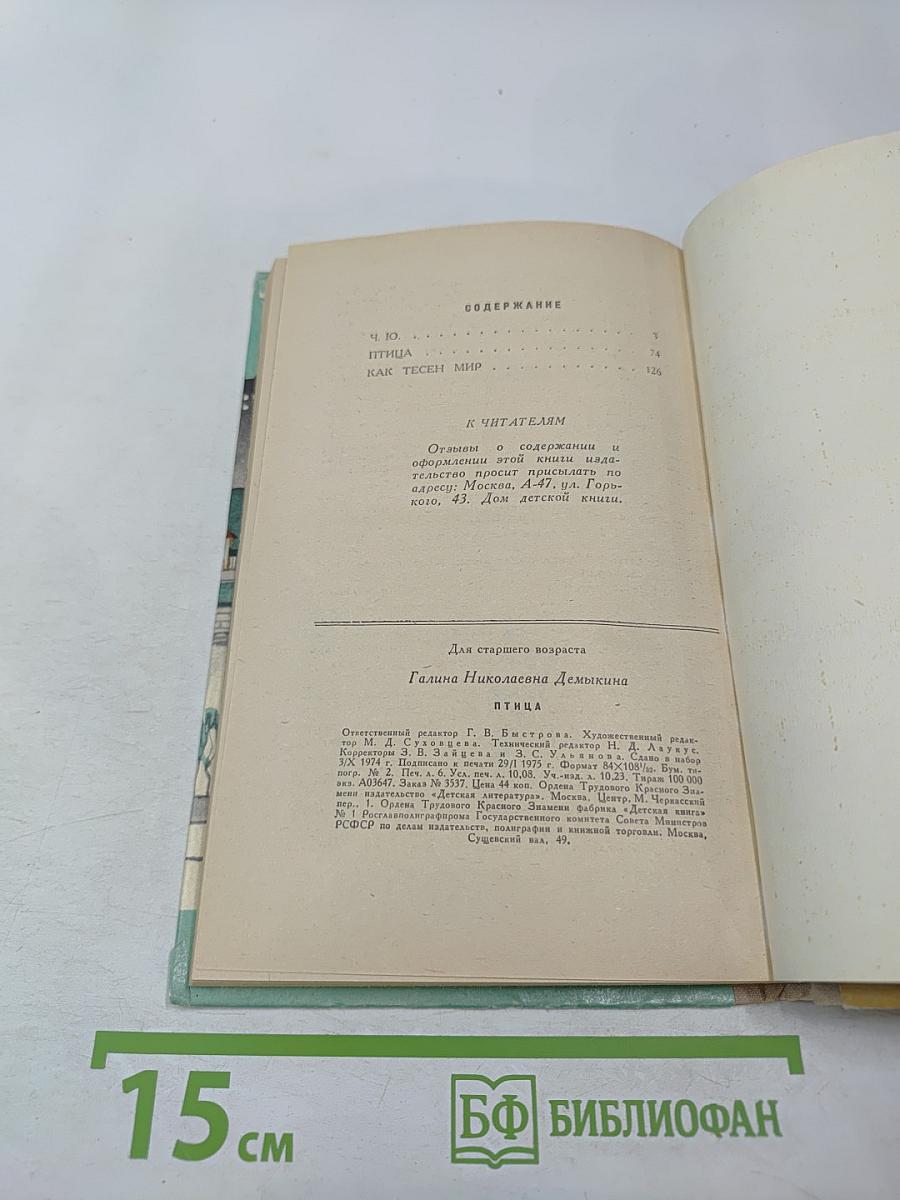 СОДЕРЖАНИЕ
Ч. Ю. . . . . . . . . . . . . . . . . . 3
ПТИЦА . . . . . . . . . . . . . . . . 74
КАК ТЕСЕН МИР . . . . . . . . . . . 126
К ЧИТАТЕЛЯМ
Отзывы о содержании и
оформлении этой книги изда-
тельство просит присылать по
адресу: Москва, А-47, ул. Горь-
кого, 43. Дом детской книги.
Для старшего возраста
Галина Николаевна Демыкина
ПТИЦА
Ответственный редактор Г. В. Быстрова. Художественный редак-
тор М. Д. Суховцева. Технический редактор Н. Д. Лаукус.
Корректоры Э. В. Зайцева и З. С. Ульянова. Сдано в набор
3/X 1974 г. Подписано к печати 29/I 1975 г. Формат 84×108¹/₃₂. Бум. ти-
погр. № 2. Печ. л. 6. Усл. печ. л. 10,08. Уч.-изд. л. 10,23. Тираж 100 000
экз. А03647. Заказ № 3537. Цена 44 коп. Ордена Трудового Красного Зна-
мени издательство «Детская литература». Москва, Центр, М. Черкасский
пер., 1. Ордена Трудового Красного Знамени фабрика «Детская книга»
№ 1 Росглавполиграфпрома Государственного комитета Совета Министров
РСФСР по делам издательств, полиграфии и книжной торговли. Москва,
Сущевский вал, 49.
15 см
БФ БИБЛИОФАН